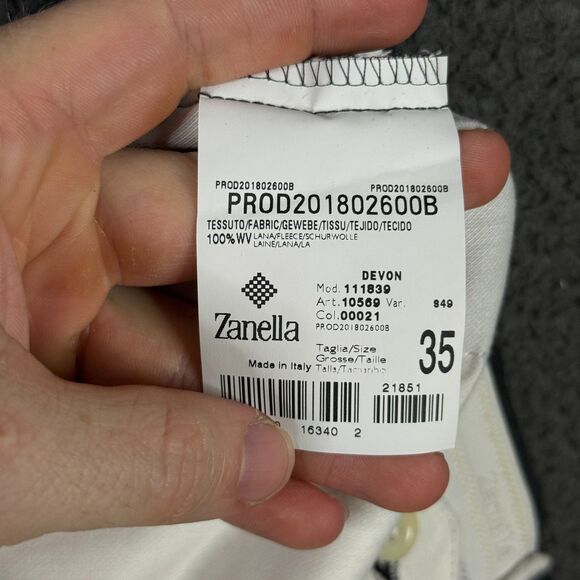 PROD201802600B PROD201802600B
PROD201802600B
TESSUTO/FABRIC/GEWEBE/TISSU/TEJIDO/TECIDO
100%WV LANA/FLEECE/SCHURWOLLE
LAINE/LANA/LA
DEVON
Mod. 111839
Art. 10569 Var. 849
Col. 00021
PROD201802600B
Zanella
Taglia/Size
Grosse/Taille
Talla/Tamanho
35
Made in Italy
21851
16340 2